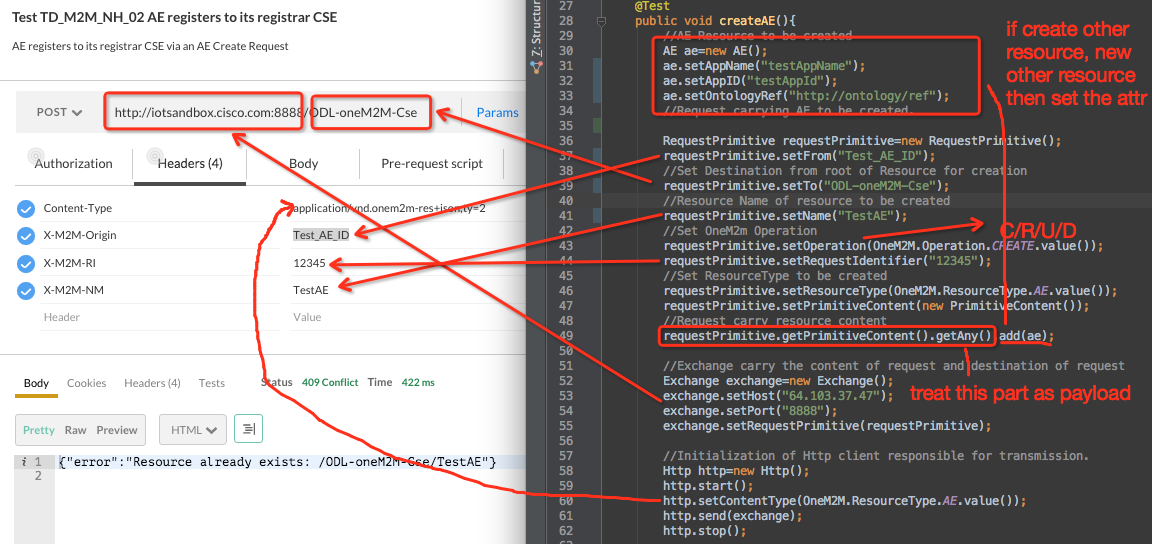 Test TD_M2M_NH_02 AE registers to its registrar CSE
AE registers to its registrar CSE via an AE Create Request
POST
http://iotsandbox.cisco.com:8888/ODL-oneM2M-Cse
Params
Authorization
Headers (4)
Body
Pre-request script
Content-Type
application/vnd.onem2m-res+json;ty=2
X-M2M-Origin
Test_AE_ID
X-M2M-RI
12345
X-M2M-NM
TestAE
Header
Value
Body
Cookies
Headers (4)
Tests
Status 409 Conflict Time 422 ms
Pretty
Raw
Preview
HTML
i 1 {"error":"Resource already exists: /ODL-oneM2M-Cse/TestAE"}
2
Z: Structure
27 @Test
28 public void createAE(){
29 //AE Resource to be created
30 AE ae=new AE();
31 ae.setAppName("testAppName");
32 ae.setAppID("testAppId");
33 ae.setOntologyRef("http://ontology/ref");
34 //Request carrying AE to be created.
35
36 RequestPrimitive requestPrimitive=new RequestPrimitive();
37 requestPrimitive.setFrom("Test_AE_ID");
38 //Set Destination from root of Resource for creation
39 requestPrimitive.setTo("ODL-oneM2M-Cse");
40 //Resource Name of resource to be created
41 requestPrimitive.setName("TestAE");
42 //Set OneM2m Operation
43 requestPrimitive.setOperation(OneM2M.Operation.CREATE.value());
44 requestPrimitive.setRequestIdentifier("12345");
45 //Set ResourceType to be created
46 requestPrimitive.setResourceType(OneM2M.ResourceType.AE.value());
47 requestPrimitive.setPrimitiveContent(new PrimitiveContent());
48 //Request carry resource content
49 requestPrimitive.getPrimitiveContent().getAny().add(ae);
50
51 //Exchange carry the content of request and destination of request
52 Exchange exchange=new Exchange();
53 exchange.setHost("64.103.37.47");
54 exchange.setPort("8888");
55 exchange.setRequestPrimitive(requestPrimitive);
56
57 //Initialization of Http client responsible for transmission.
58 Http http=new Http();
59 http.start();
60 http.setContentType(OneM2M.ResourceType.AE.value());
61 http.send(exchange);
62 http.stop();
if create other
resource, new
other resource
then set the attr
C/R/U/D
treat this part as payload